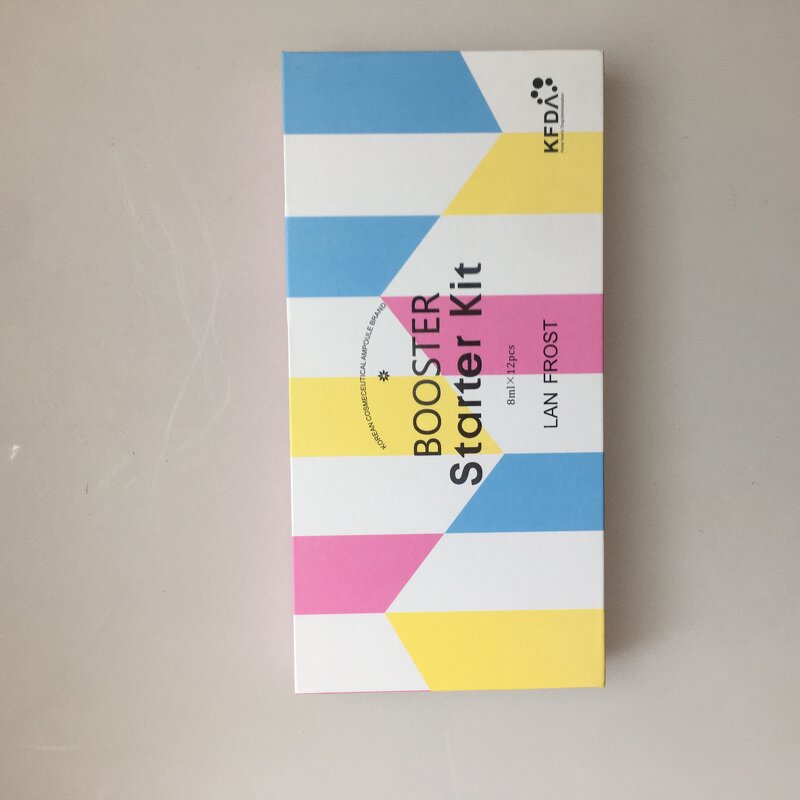 KFDA
KOREAN COSMECEUTICAL AMPOULE BRAND
BOOSTER
Starter Kit
8ml×12pcs
LAN FROST